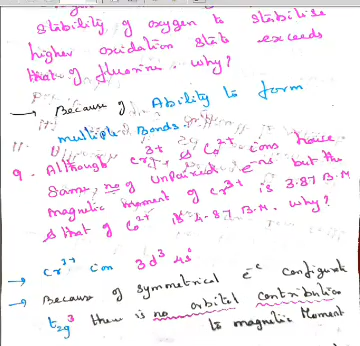 stability of oxygen to stabilise
higher oxidation stab exceeds
that of fluorine why?
→ Because of Ability to form
multiple Bonds.
9. Although Cr³⁺ & Co²⁺ ions have
same no of unpaired e⁻ns but the
magnetic moment of Cr³⁺ is 3.87 B.M
& that of Co²⁺ is 4.87 B.M. why?
→ Cr³⁺ ion 3d³ 4s⁰
→ Because of symmetrical e⁻c configurate
t₂g³ there is no orbital contribution
to magnetic Moment